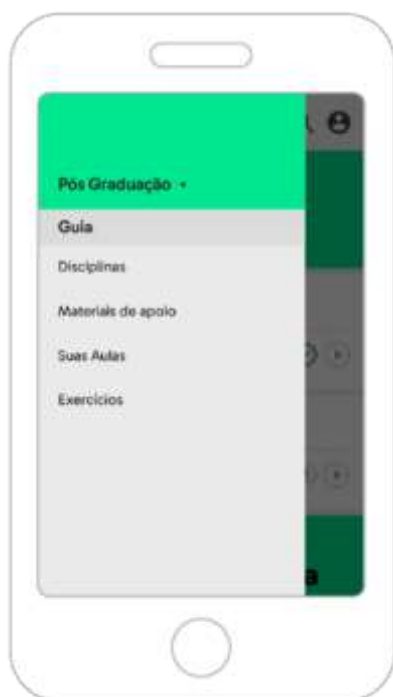 Pós Graduação
Guia
Disciplinas
Materiais de apoio
Suas Aulas
Exercícios
a